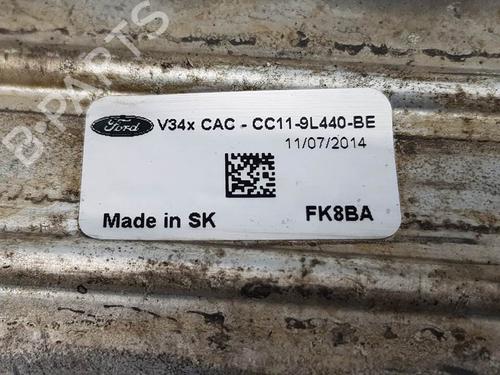 Ford V34x CAC - CC11-9L440-BE
11/07/2014
Made in SK FK8BA
B-PARTS